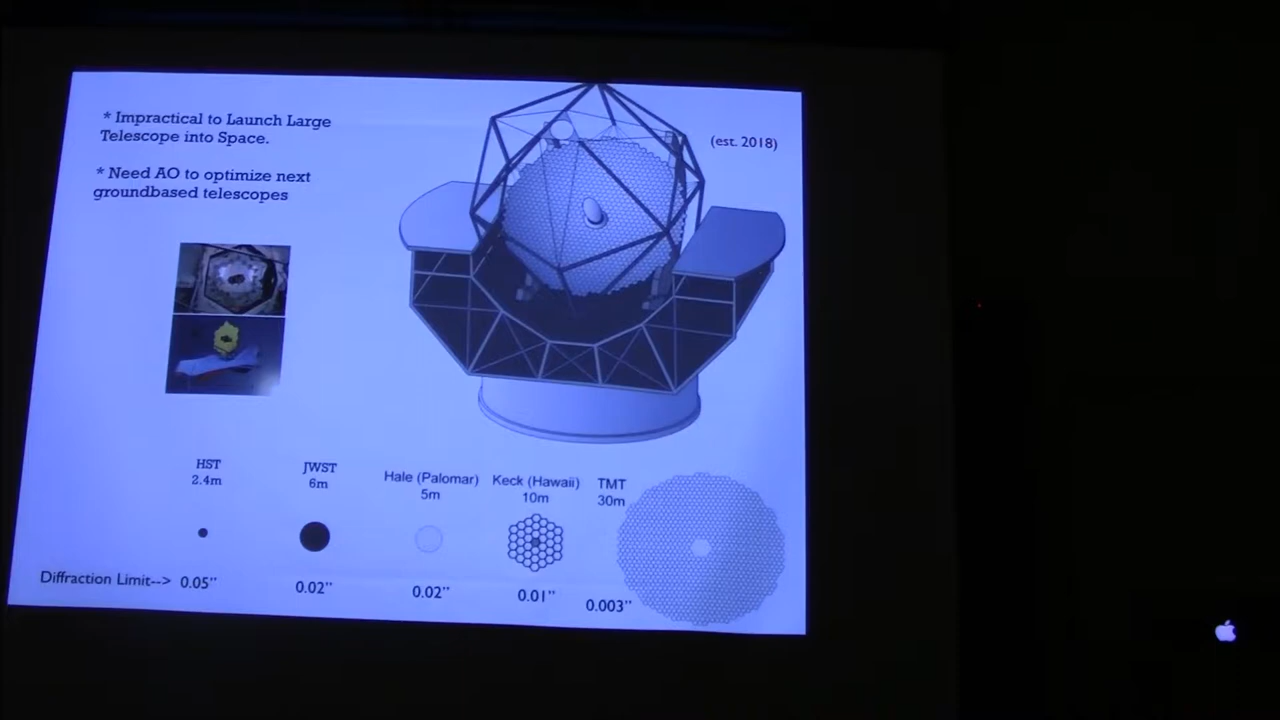 * Impractical to Launch Large
Telescope into Space.
* Need AO to optimize next
groundbased telescopes
(est. 2018)
HST
2.4m
JWST
6m
Hale (Palomar)
5m
Keck (Hawaii)
10m
TMT
30m
Diffraction Limit--> 0.05" 0.02" 0.02" 0.01" 0.003"